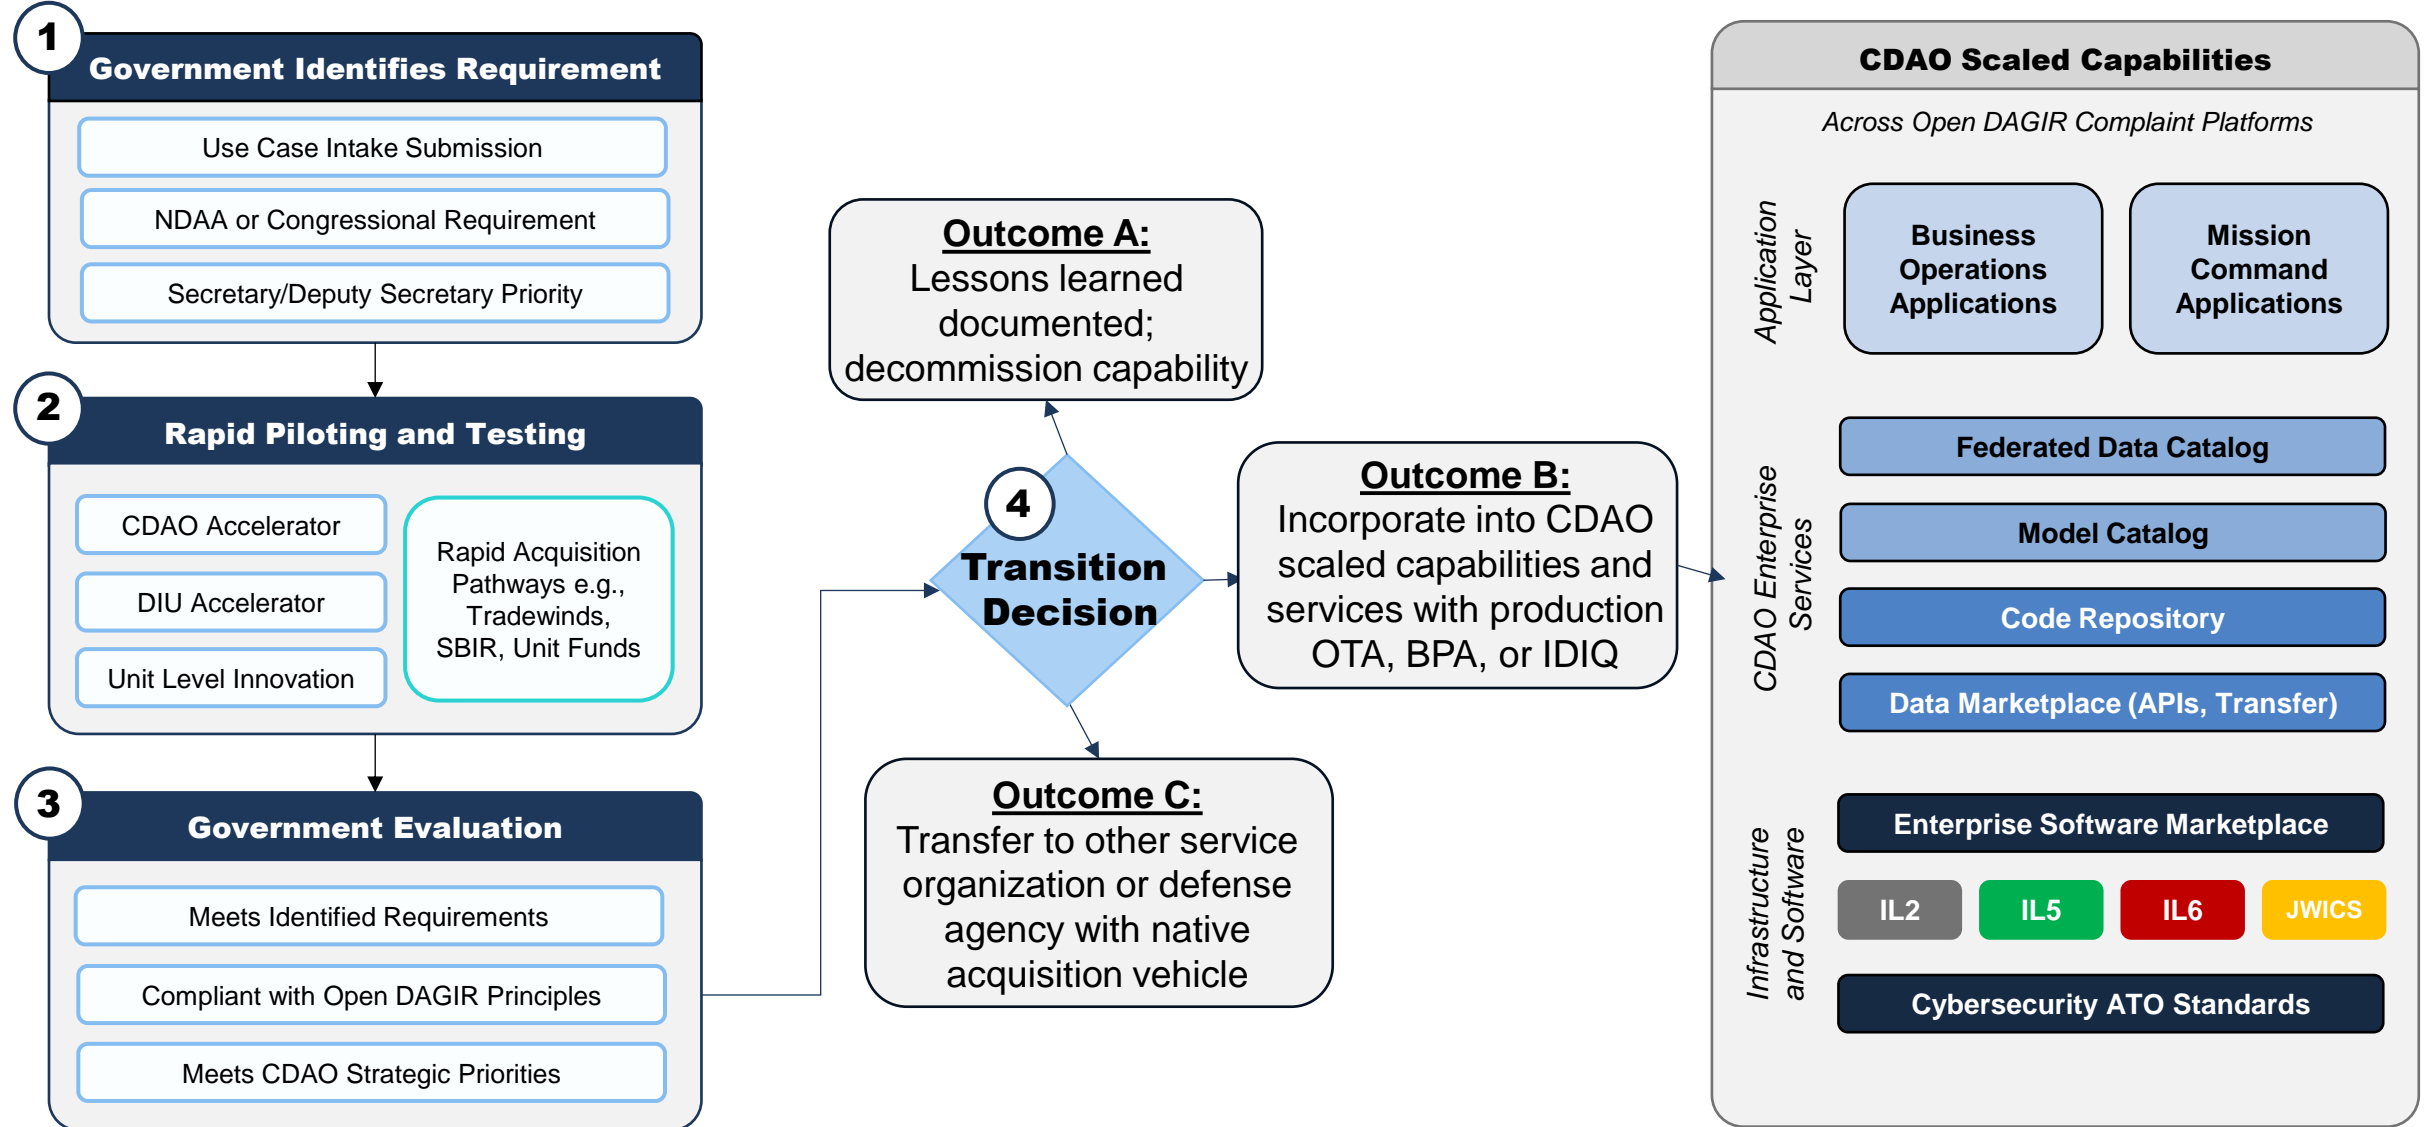 1
Government Identifies Requirement
Use Case Intake Submission
NDAA or Congressional Requirement
Secretary/Deputy Secretary Priority
2
Rapid Piloting and Testing
CDAO Accelerator
DIU Accelerator
Unit Level Innovation
Rapid Acquisition
Pathways e.g.,
Tradewinds,
SBIR, Unit Funds
3
Government Evaluation
Meets Identified Requirements
Compliant with Open DAGIR Principles
Meets CDAO Strategic Priorities
4
Transition
Decision
Outcome A:
Lessons learned
documented;
decommission capability
Outcome B:
Incorporate into CDAO
scaled capabilities and
services with production
OTA, BPA, or IDIQ
Outcome C:
Transfer to other service
organization or defense
agency with native
acquisition vehicle
CDAO Scaled Capabilities
Across Open DAGIR Complaint Platforms
Application
Layer
Business
Operations
Applications
Mission
Command
Applications
CDAO Enterprise
Services
Federated Data Catalog
Model Catalog
Code Repository
Data Marketplace (APIs, Transfer)
Infrastructure
and Software
Enterprise Software Marketplace
IL2
IL5
IL6
JWICS
Cybersecurity ATO Standards